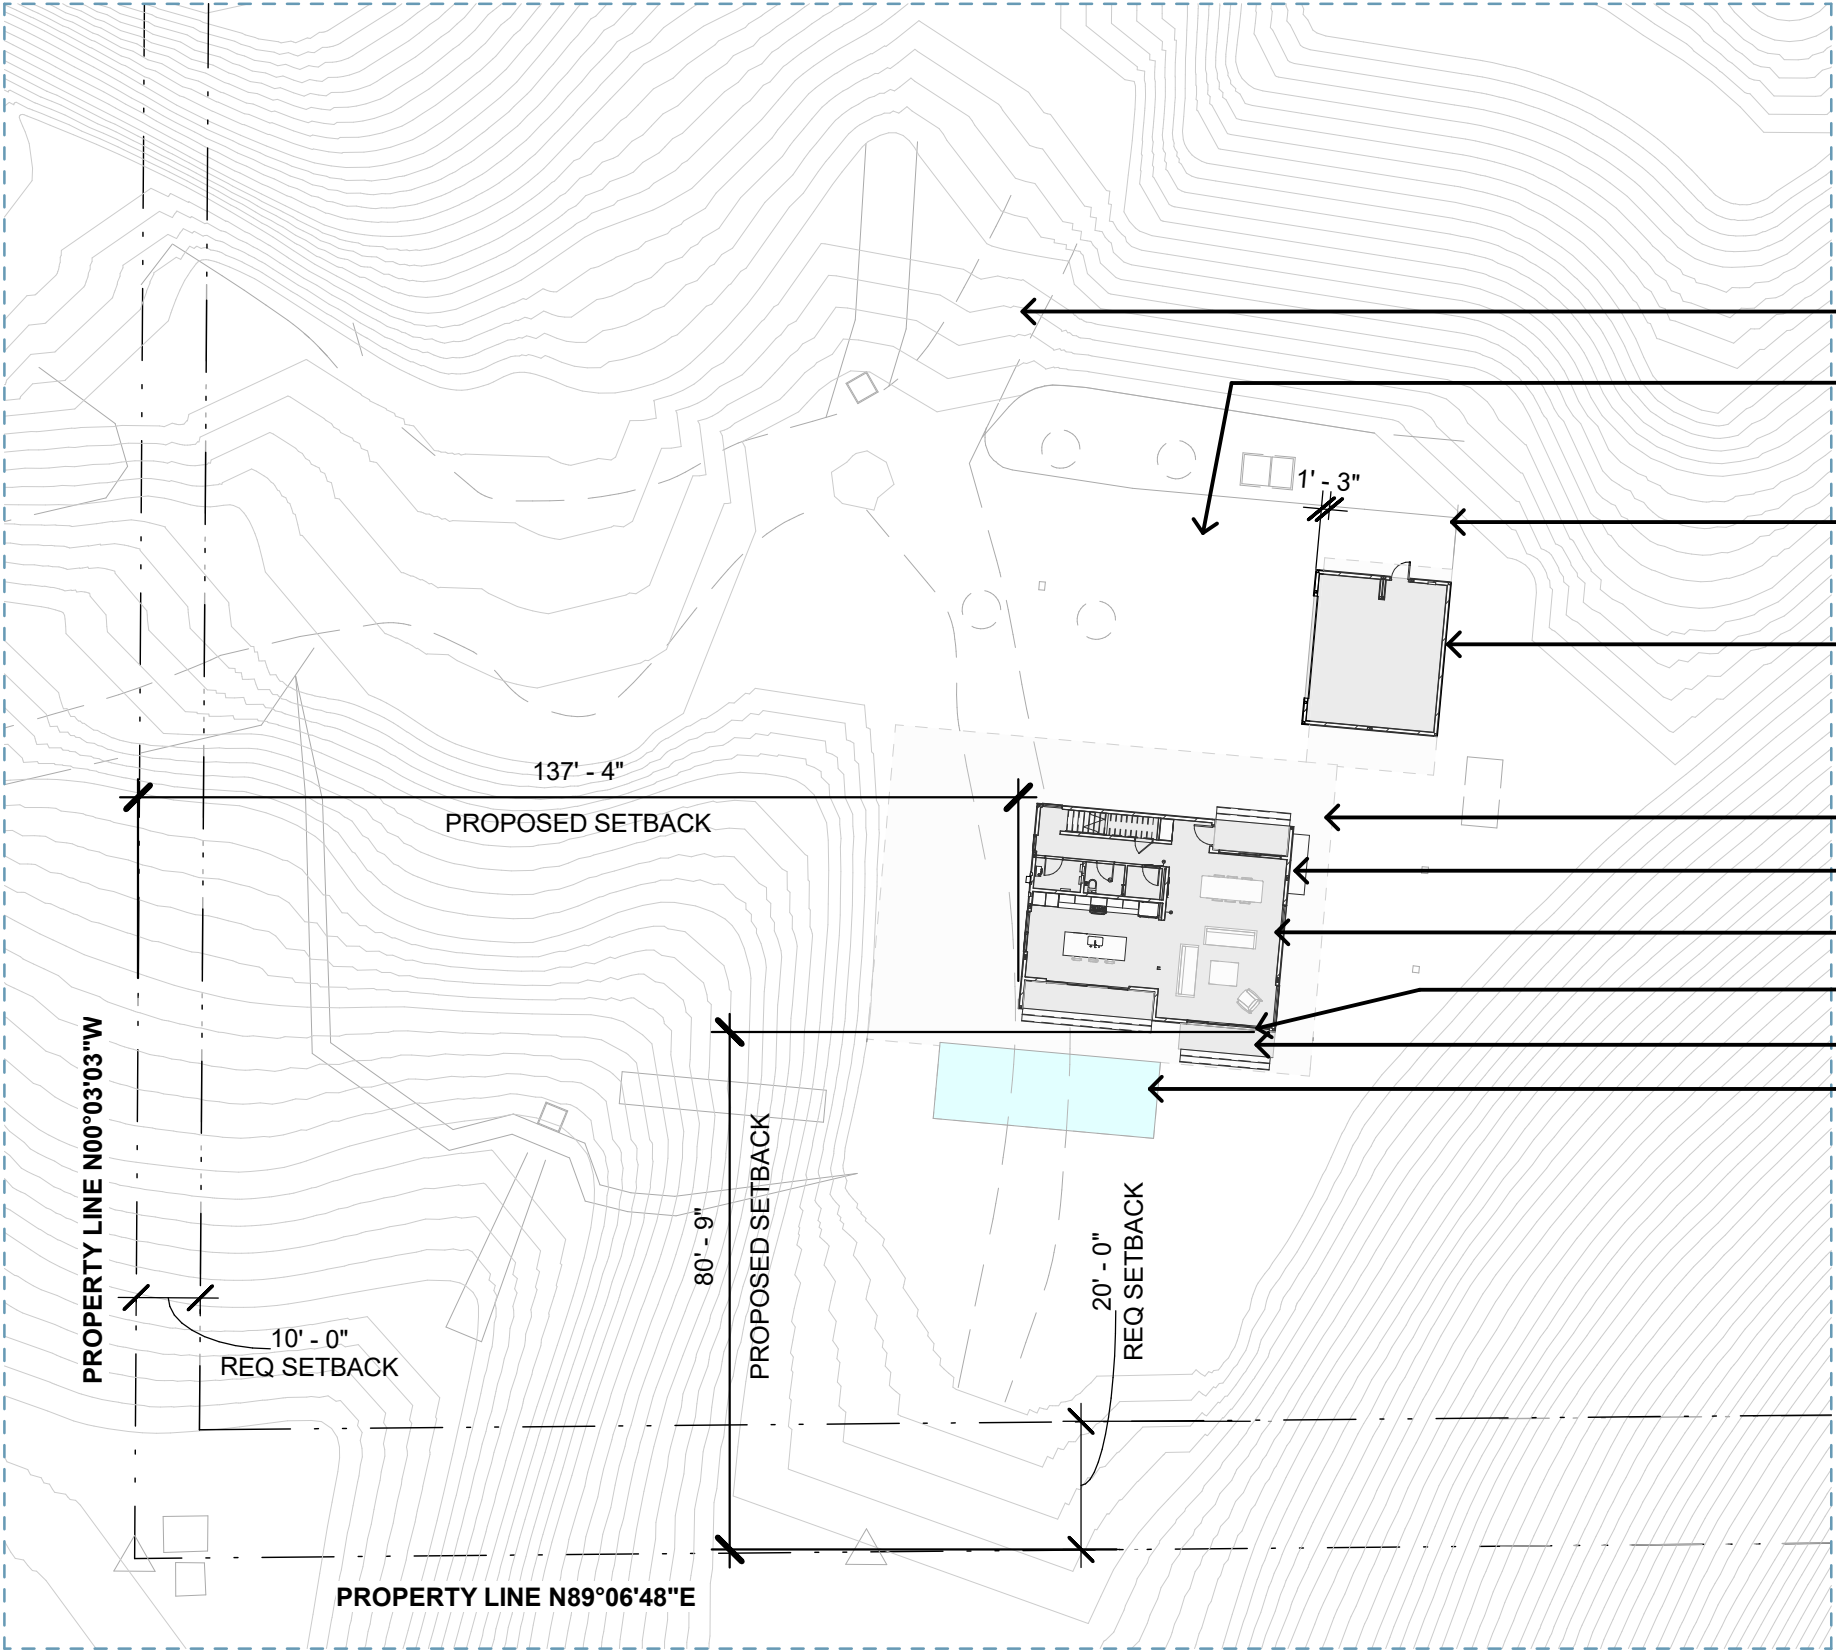 1' - 3"
137' - 4"
PROPOSED SETBACK
PROPERTY LINE N00°03'03"W
80' - 9"
PROPOSED SETBACK
20' - 0"
REQ SETBACK
10' - 0"
REQ SETBACK
PROPERTY LINE N89°06'48"E